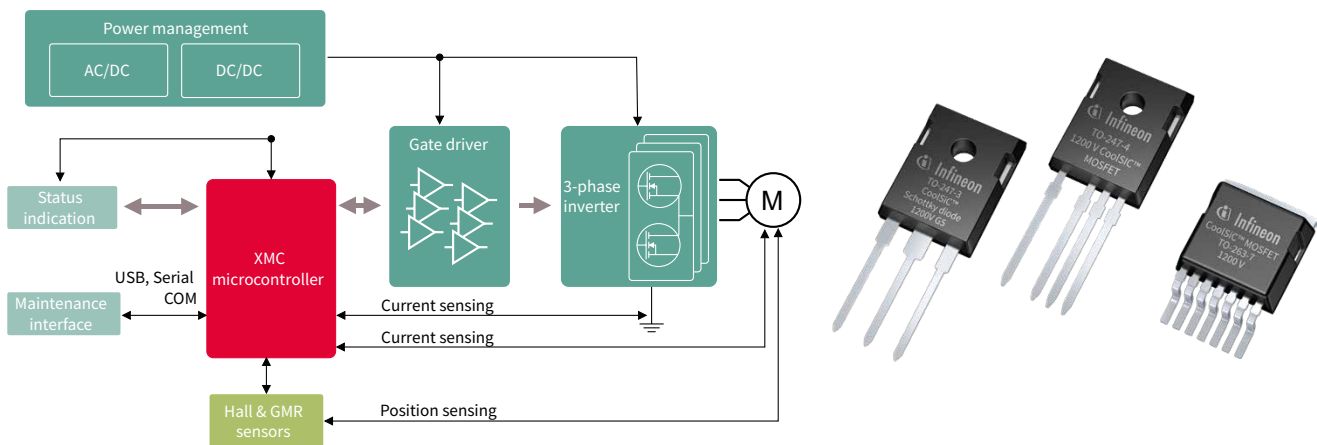 Power management
AC/DC
DC/DC
Gate driver
3-phase
inverter
M
Status
indication
XMC
microcontroller
USB, Serial
COM
Maintenance
interface
Current sensing
Current sensing
Hall & GMR
sensors
Position sensing
Infineon
TO-247-3
CoolSiC™
Schottky diode
1200V G5
Infineon
TO-247-4
1200 V CoolSiC™
MOSFET
Infineon
CoolSiC™ MOSFET
TO-263-7
1200 V